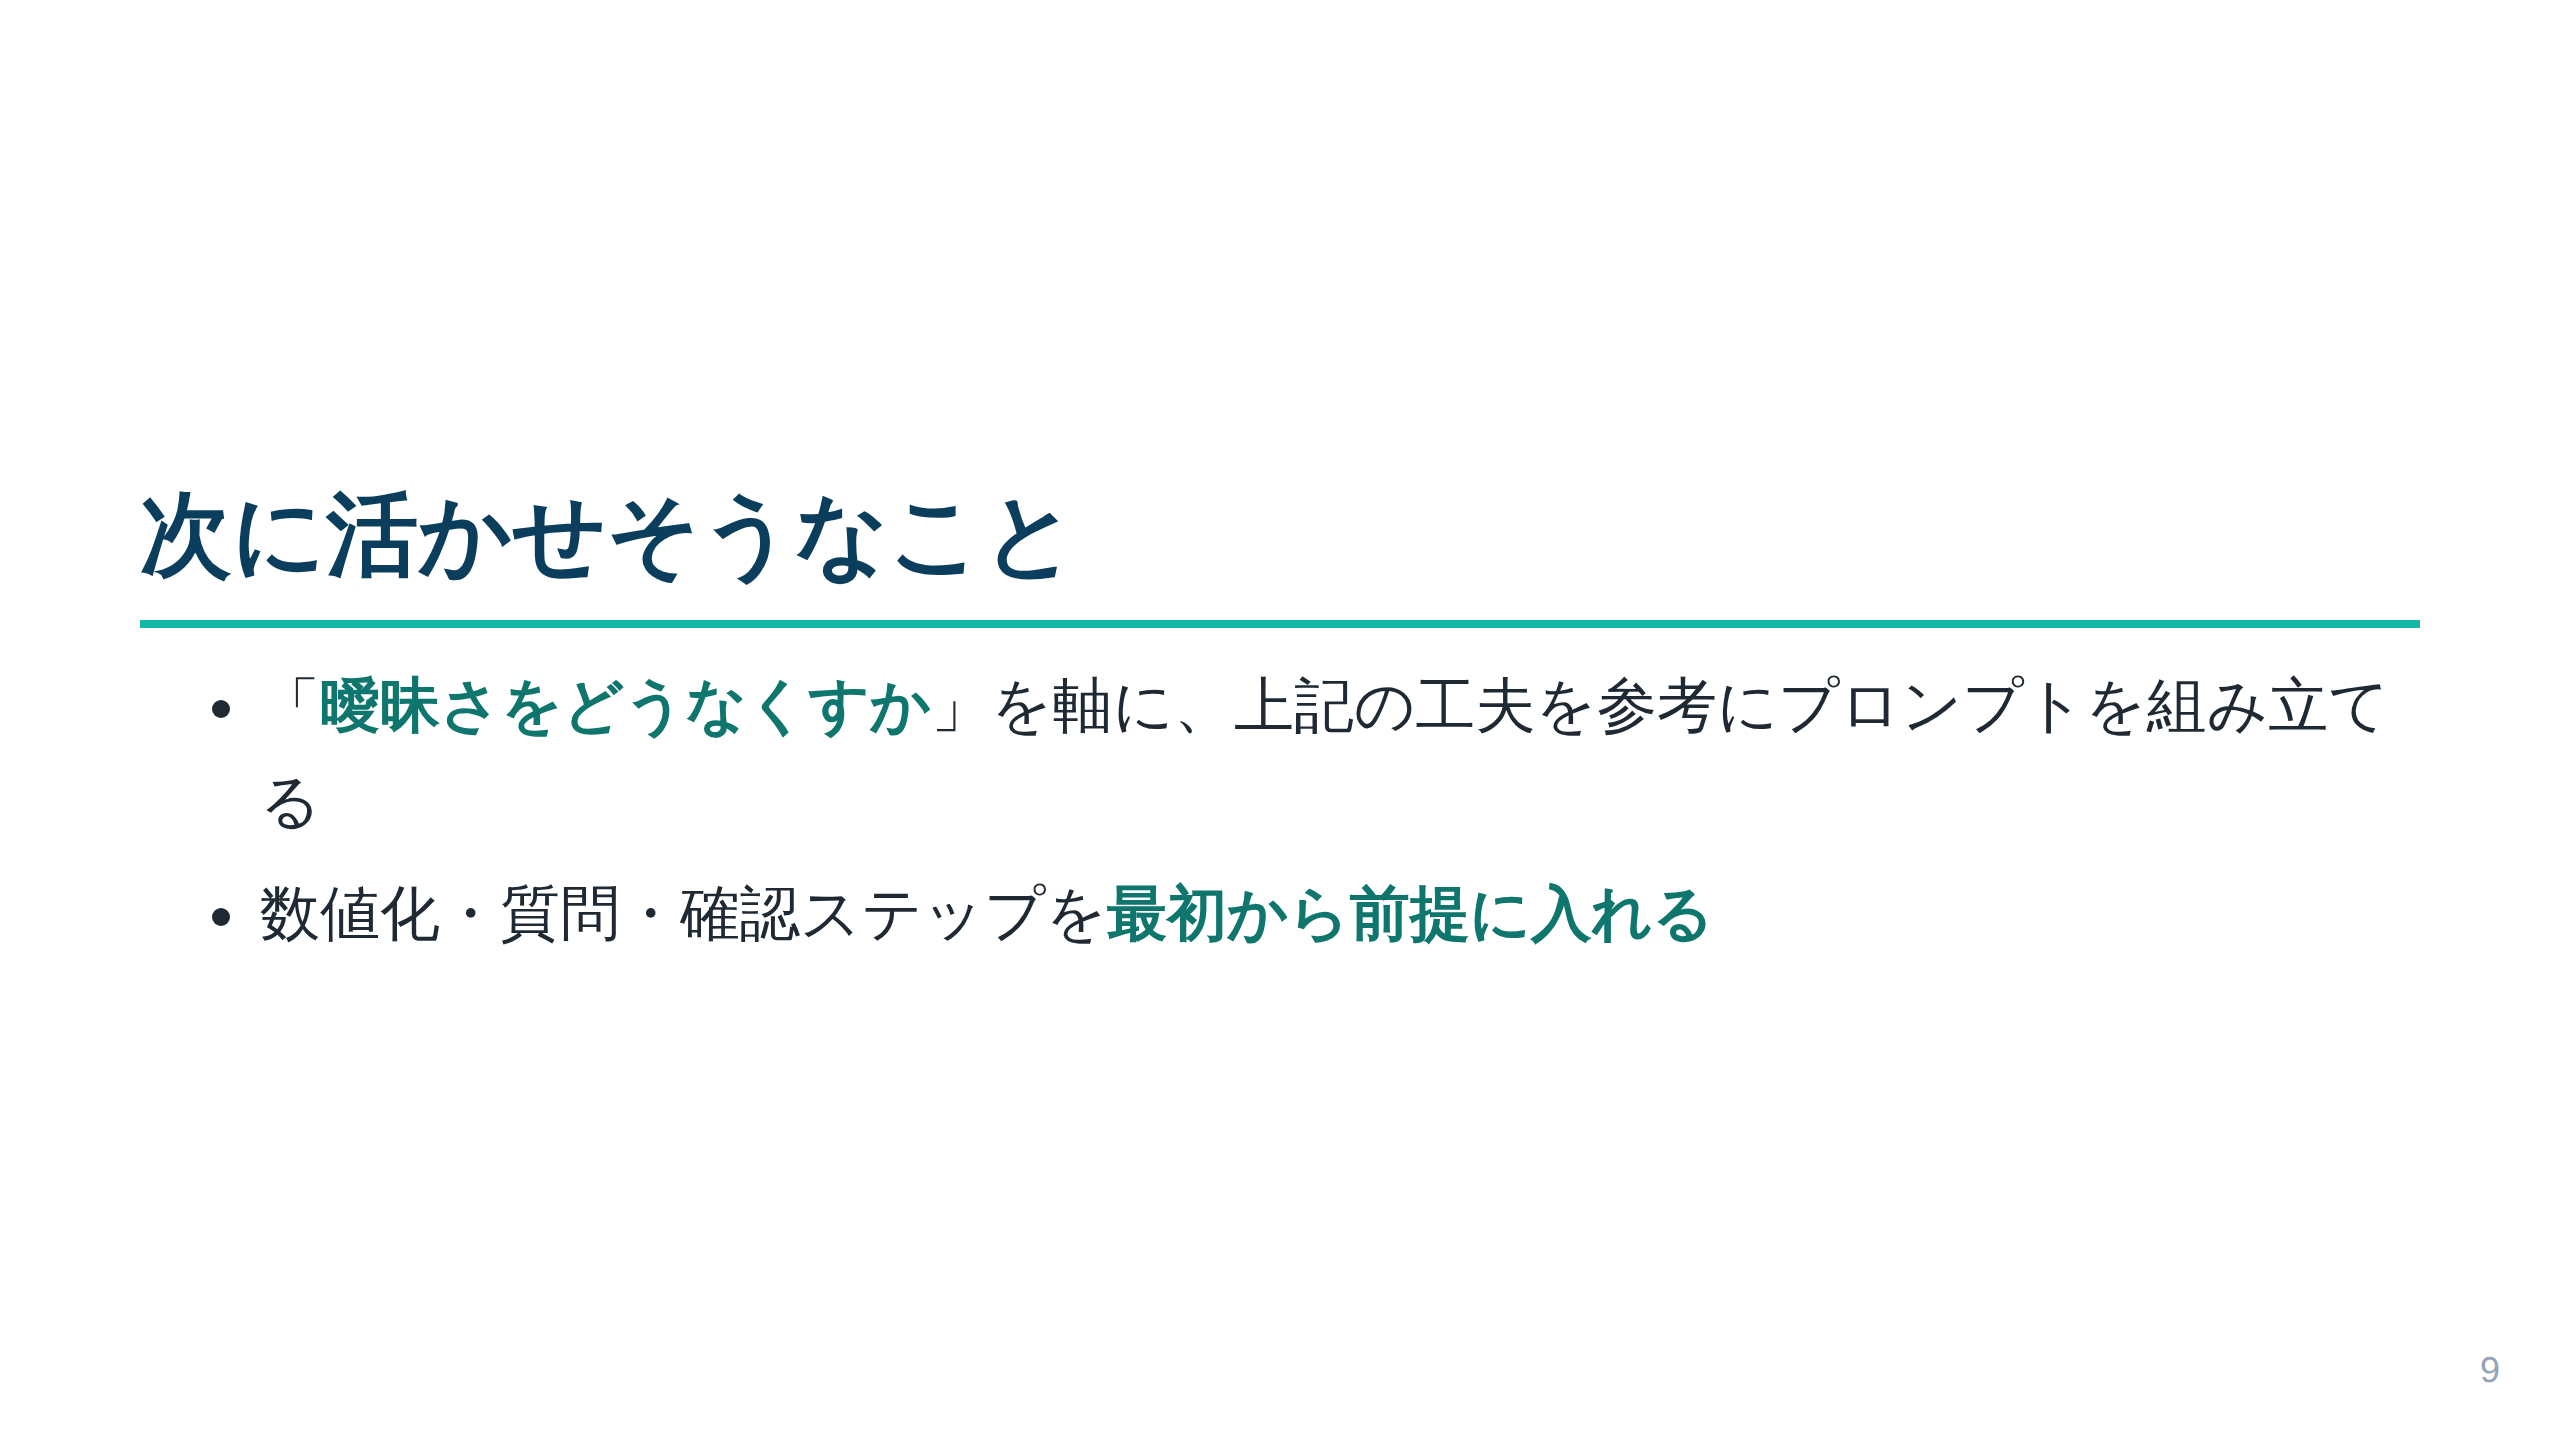 次に活かせそうなこと
• 「曖昧さをどうなくすか」を軸に、上記の工夫を参考にプロンプトを組み立て
る
• 数値化・質問・確認ステップを最初から前提に入れる
9